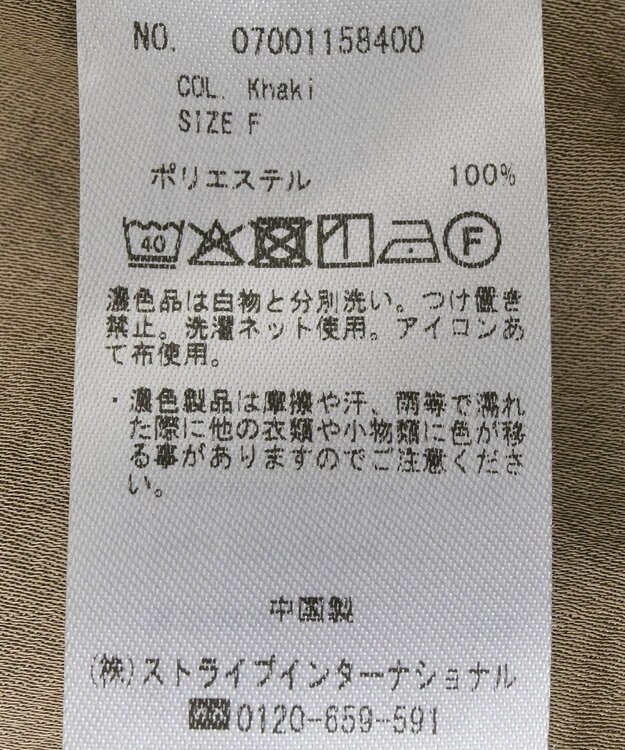 NO. 07001158400
COL. Khaki
SIZE F
ポリエステル 100%
40 F
濃色品は白物と分別洗い。つけ置き
禁止。洗濯ネット使用。アイロンあ
て布使用。
・濃色製品は摩擦や汗、雨等で濡れ
た際に他の衣類や小物類に色が移
る事がありますのでご注意くださ
い。
中国製
(株)ストライプインターナショナル
0120-659-591